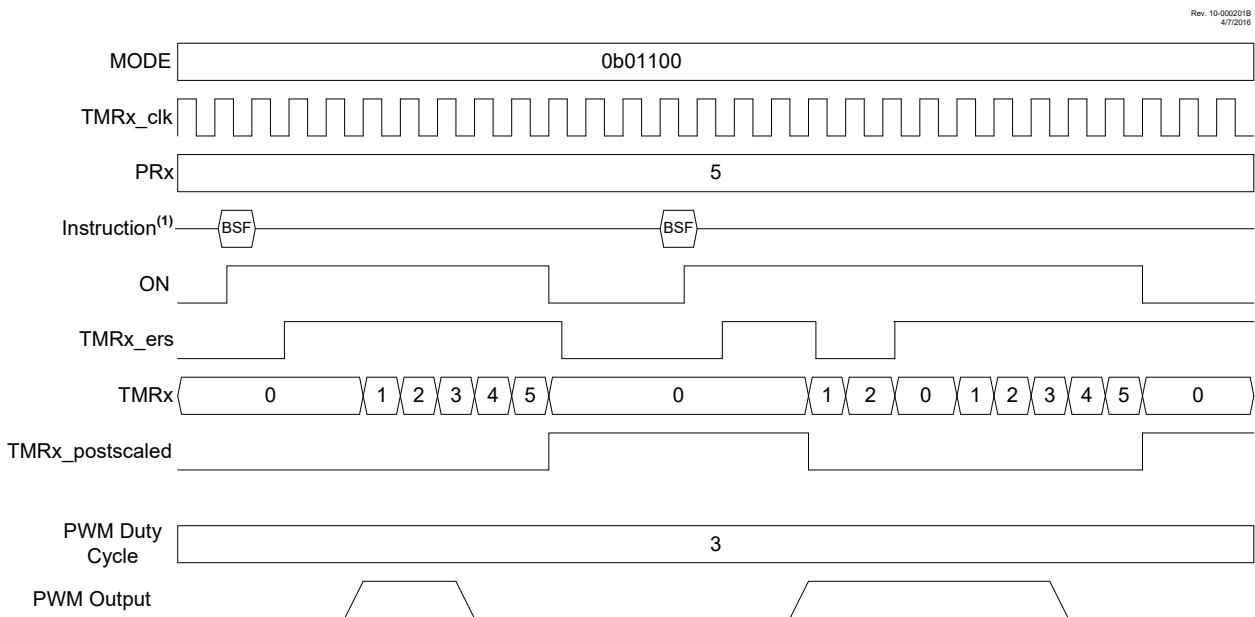 Rev. 10-000201B
4/7/2016
MODE 0b01100
TMRx_clk
PRx 5
Instruction(1) BSF BSF
ON
TMRx_ers
TMRx 0 1 2 3 4 5 0 1 2 0 1 2 3 4 5 0
TMRx_postscaled
PWM Duty
Cycle 3
PWM Output